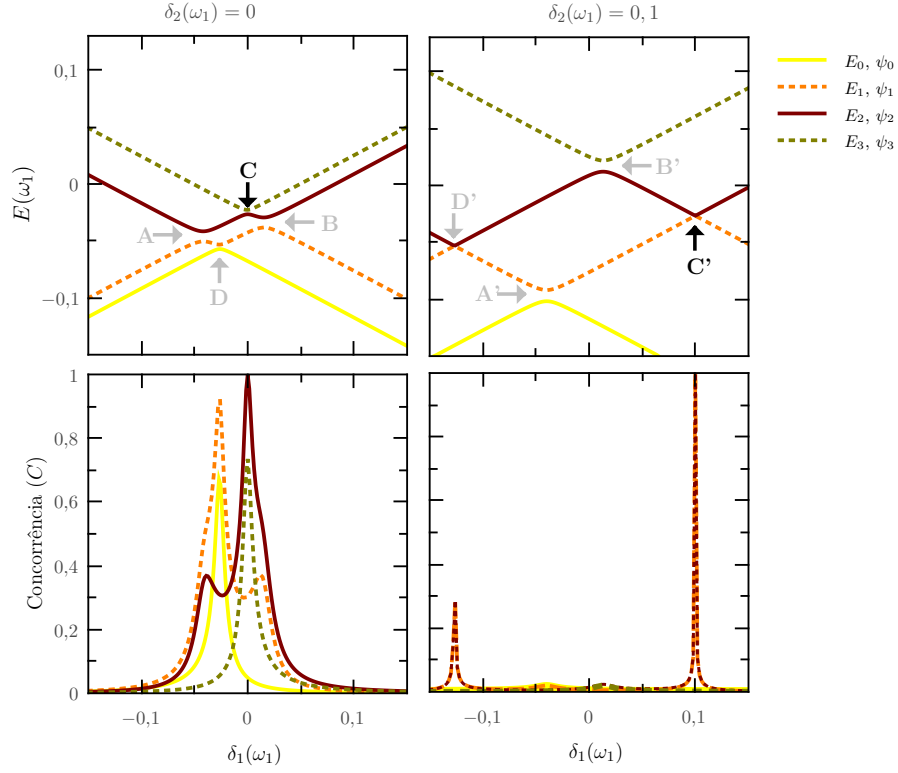 δ₂(ω₁) = 0
δ₂(ω₁) = 0, 1
E₀, ψ₀
E₁, ψ₁
E₂, ψ₂
E₃, ψ₃
E(ω₁)
0,1
0
−0,1
A
B
C
D
A'
B'
C'
D'
Concorrência (C)
1
0,8
0,6
0,4
0,2
0
−0,1
0
0,1
−0,1
0
0,1
δ₁(ω₁)
δ₁(ω₁)